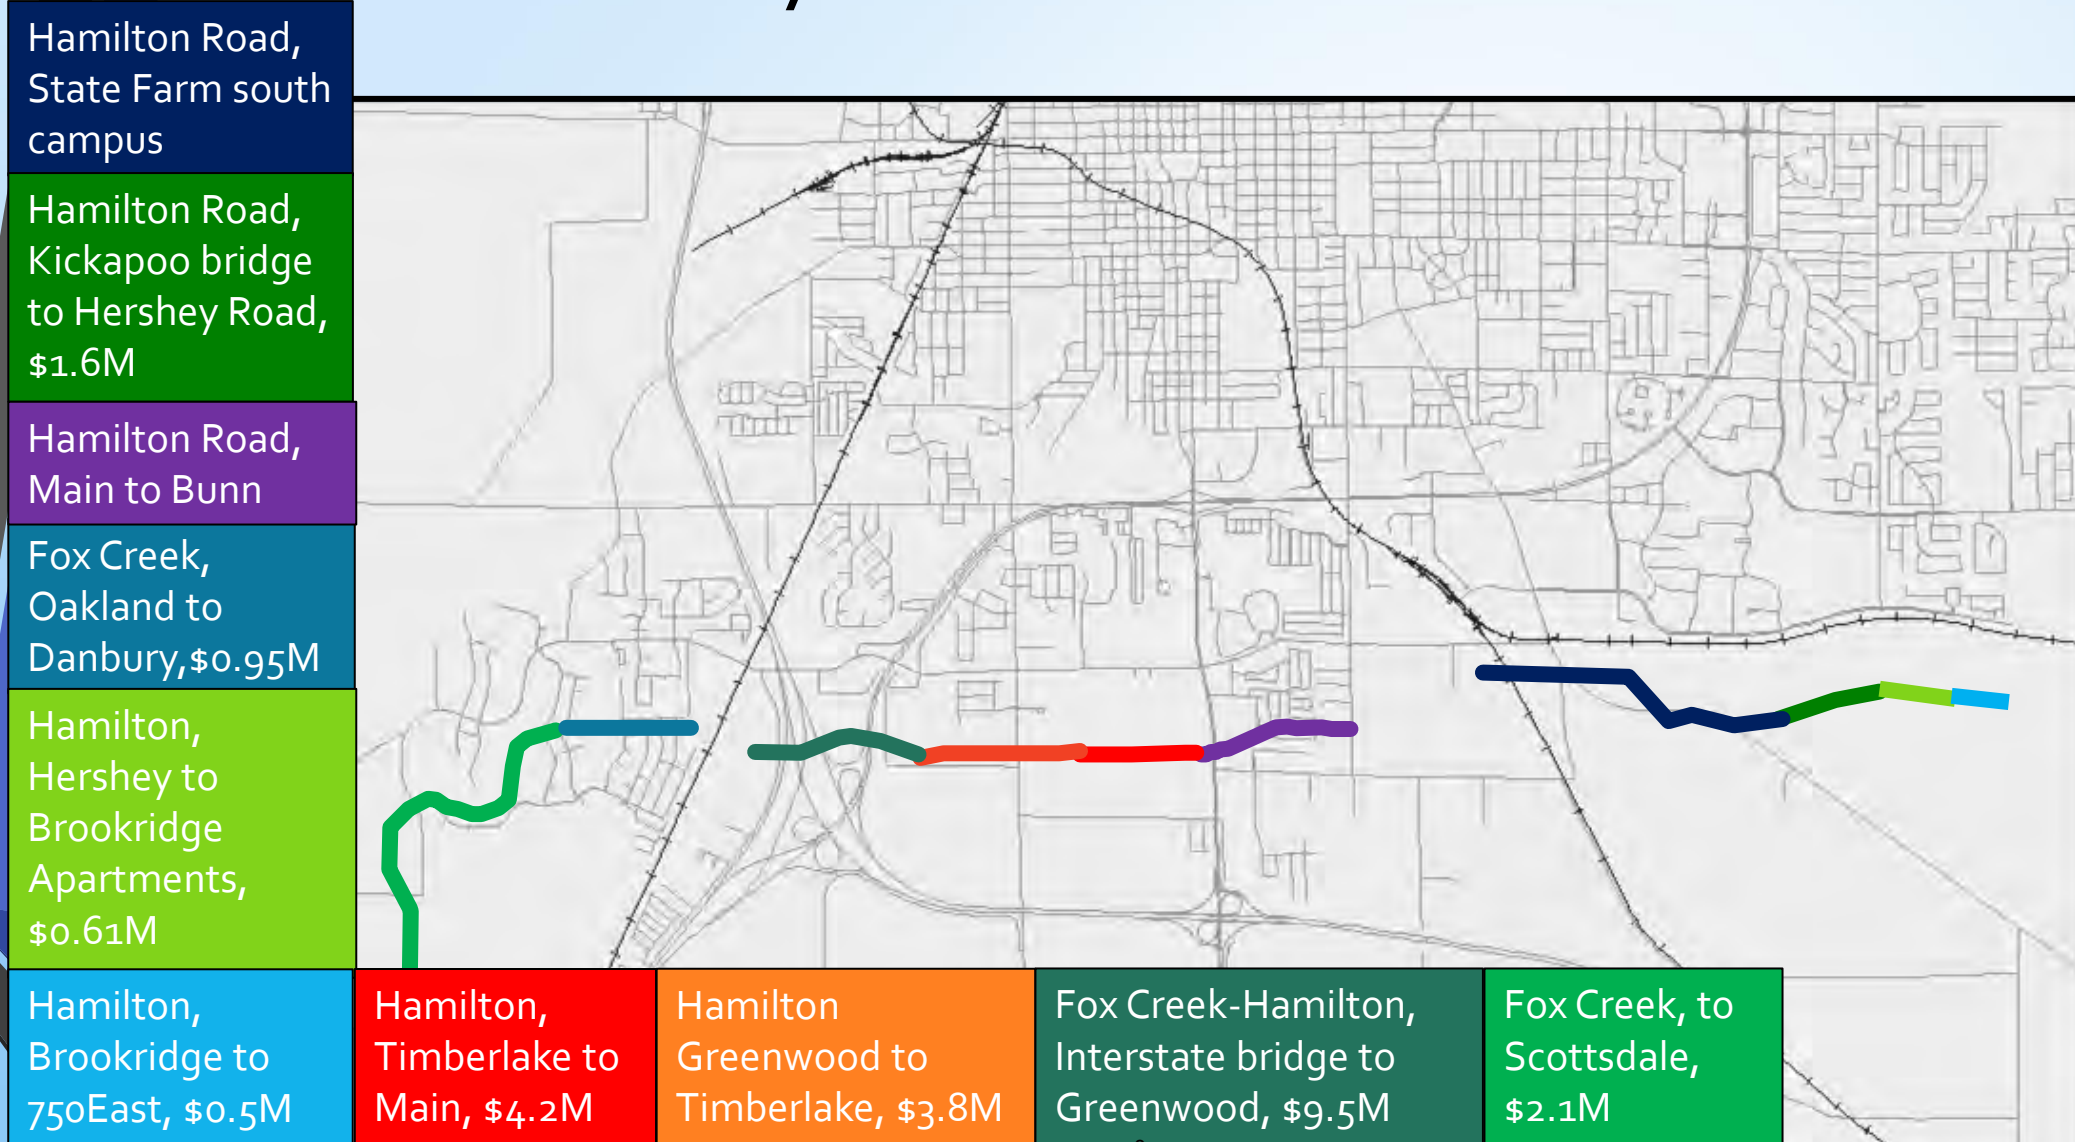 Hamilton Road,
State Farm south
campus
Hamilton Road,
Kickapoo bridge
to Hershey Road,
$1.6M
Hamilton Road,
Main to Bunn
Fox Creek,
Oakland to
Danbury,$0.95M
Hamilton,
Hershey to
Brookridge
Apartments,
$0.61M
Hamilton,
Brookridge to
750East, $0.5M
Hamilton,
Timberlake to
Main, $4.2M
Hamilton
Greenwood to
Timberlake, $3.8M
Fox Creek-Hamilton,
Interstate bridge to
Greenwood, $9.5M
Fox Creek, to
Scottsdale,
$2.1M